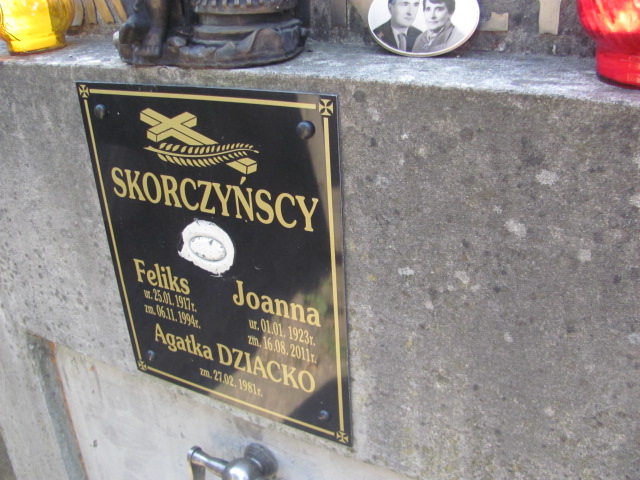 SKORCZYŃSCY
Feliks
ur. 25.01. 1917r.
zm. 06.11. 1994r.
Joanna
ur. 01.01. 1923r.
zm. 16.08. 2011r.
Agatka DZIACKO
zm. 27.02. 1981r.